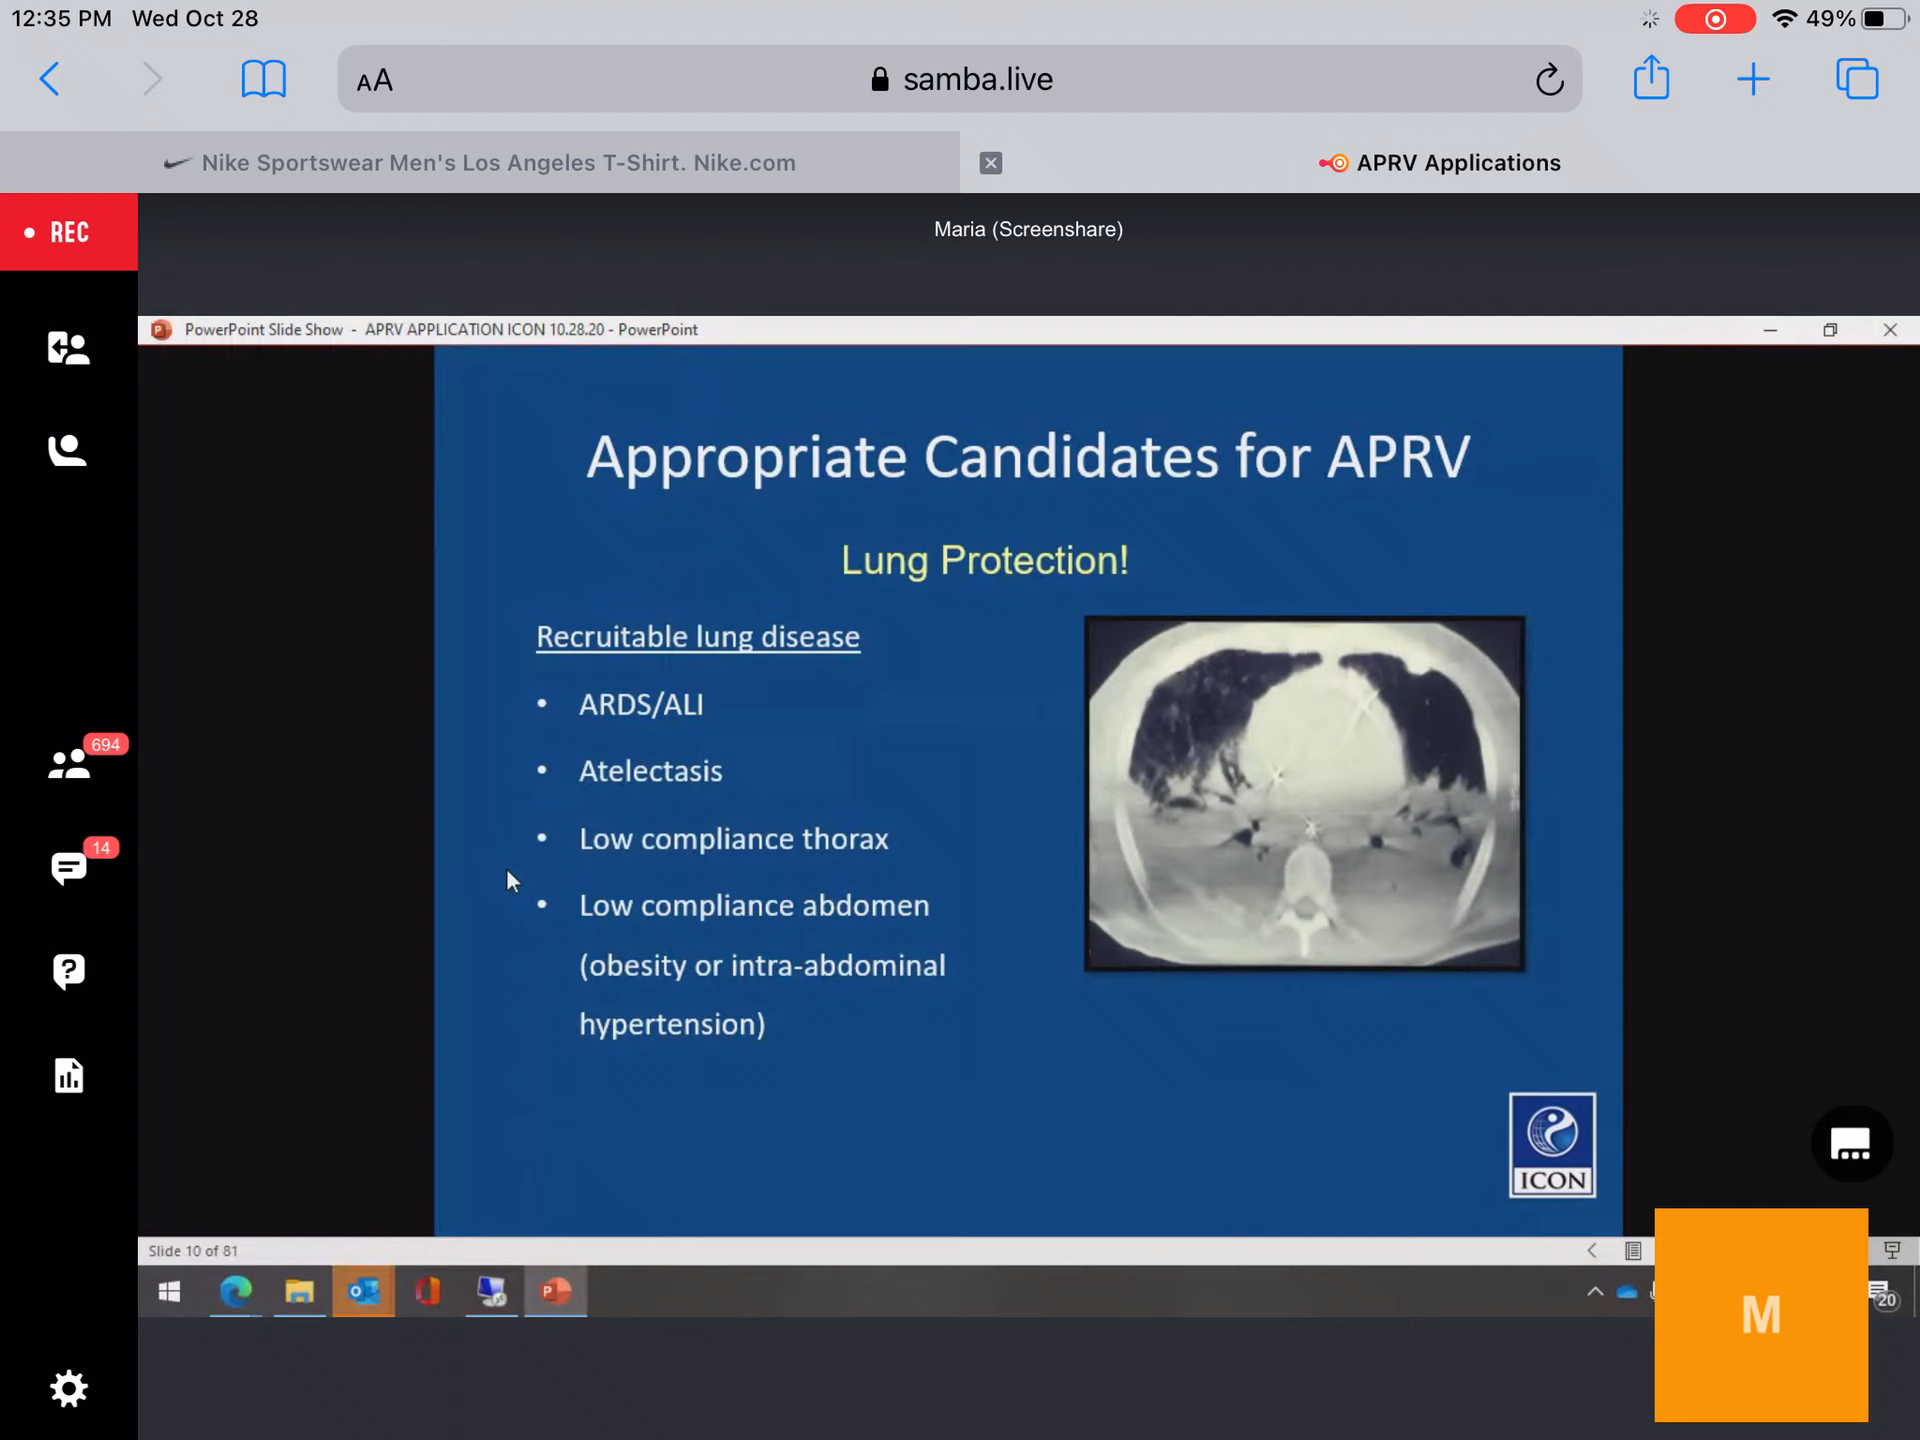 12:35 PM Wed Oct 28
49%
AA
samba.live
Nike Sportswear Men's Los Angeles T-Shirt. Nike.com
APRV Applications
REC
Maria (Screenshare)
PowerPoint Slide Show - APRV APPLICATION ICON 10.28.20 - PowerPoint
Appropriate Candidates for APRV
Lung Protection!
Recruitable lung disease
• ARDS/ALI
• Atelectasis
• Low compliance thorax
• Low compliance abdomen
(obesity or intra-abdominal
hypertension)
694
14
ICON
Slide 10 of 81
20
M